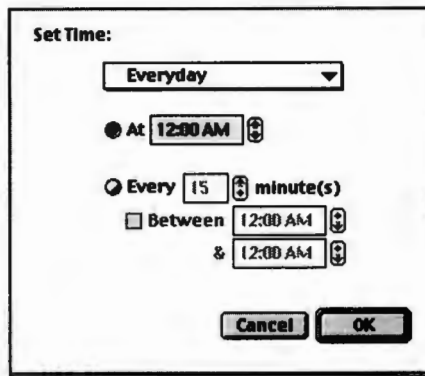 Set Time:
Everyday
At 12:00 AM
Every 15 minute(s)
Between 12:00 AM
& 12:00 AM
Cancel OK